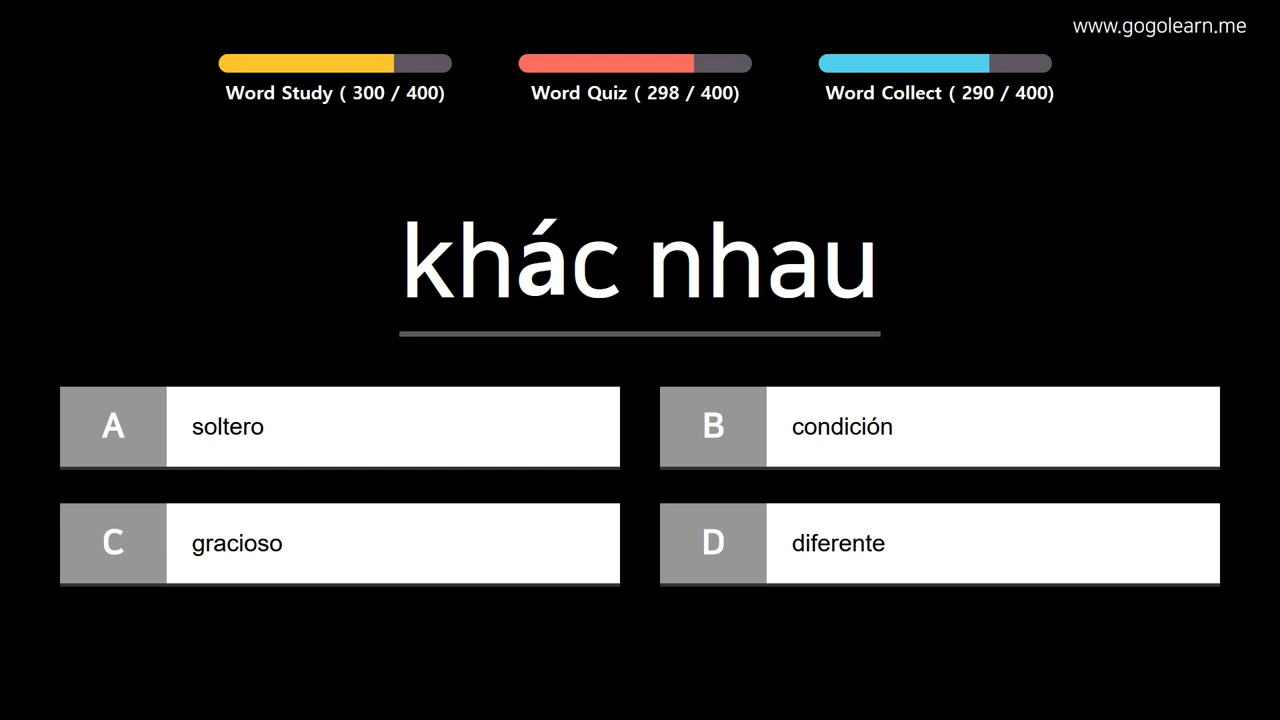 www.gogolearn.me
Word Study ( 300 / 400)
Word Quiz ( 298 / 400)
Word Collect ( 290 / 400)
khác nhau
A soltero
B condición
C gracioso
D diferente